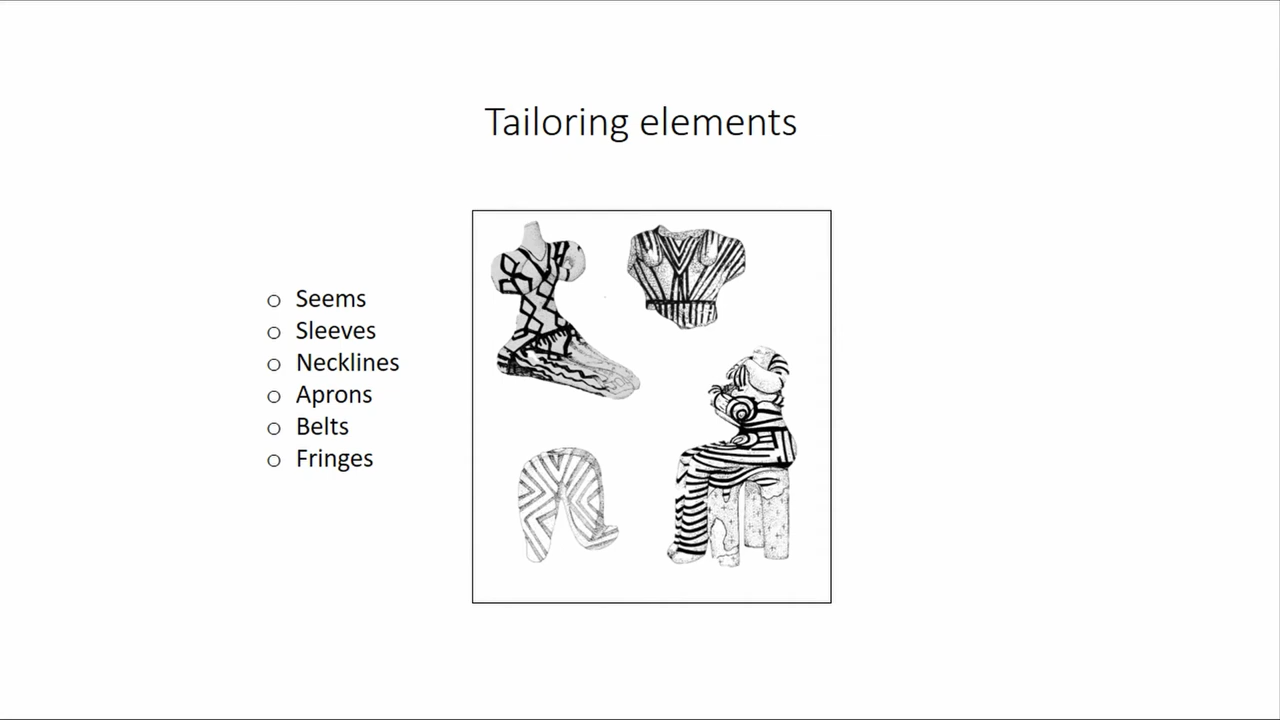 Tailoring elements
o Seems
o Sleeves
o Necklines
o Aprons
o Belts
o Fringes